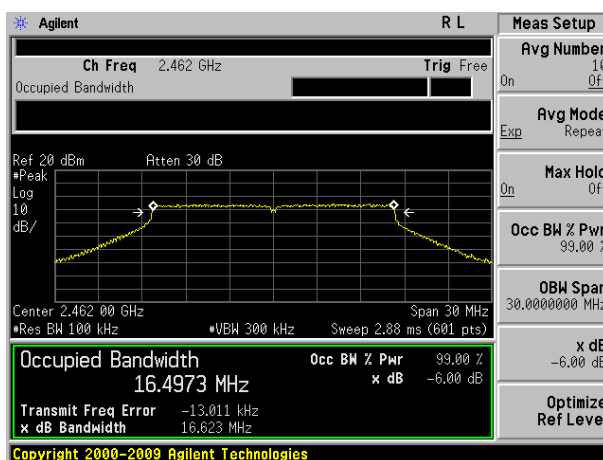 Agilent R L Meas Setup
Ch Freq 2.462 GHz Trig Free
Occupied Bandwidth
Ref 20 dBm Atten 30 dB
#Peak
Log
10
dB/
Center 2.462 00 GHz Span 30 MHz
#Res BW 100 kHz #VBW 300 kHz Sweep 2.88 ms (601 pts)
Occupied Bandwidth Occ BW % Pwr 99.00 %
16.4973 MHz x dB -6.00 dB
Transmit Freq Error -13.011 kHz
x dB Bandwidth 16.623 MHz
Copyright 2000-2009 Agilent Technologies
Avg Number
10
On Of
Avg Mode
Exp Repea
Max Hold
On Of
Occ BW % Pwr
99.00 %
OBW Span
30.0000000 MHz
x dB
-6.00 dB
Optimize
Ref Leve